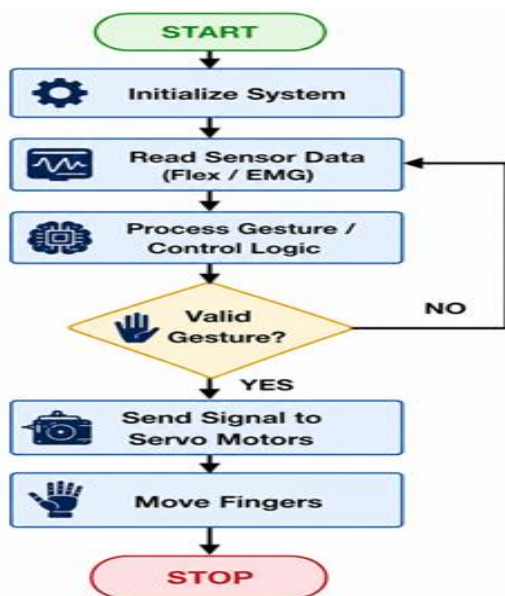 START
Initialize System
Read Sensor Data
(Flex / EMG)
Process Gesture /
Control Logic
Valid
Gesture?
NO
YES
Send Signal to
Servo Motors
Move Fingers
STOP